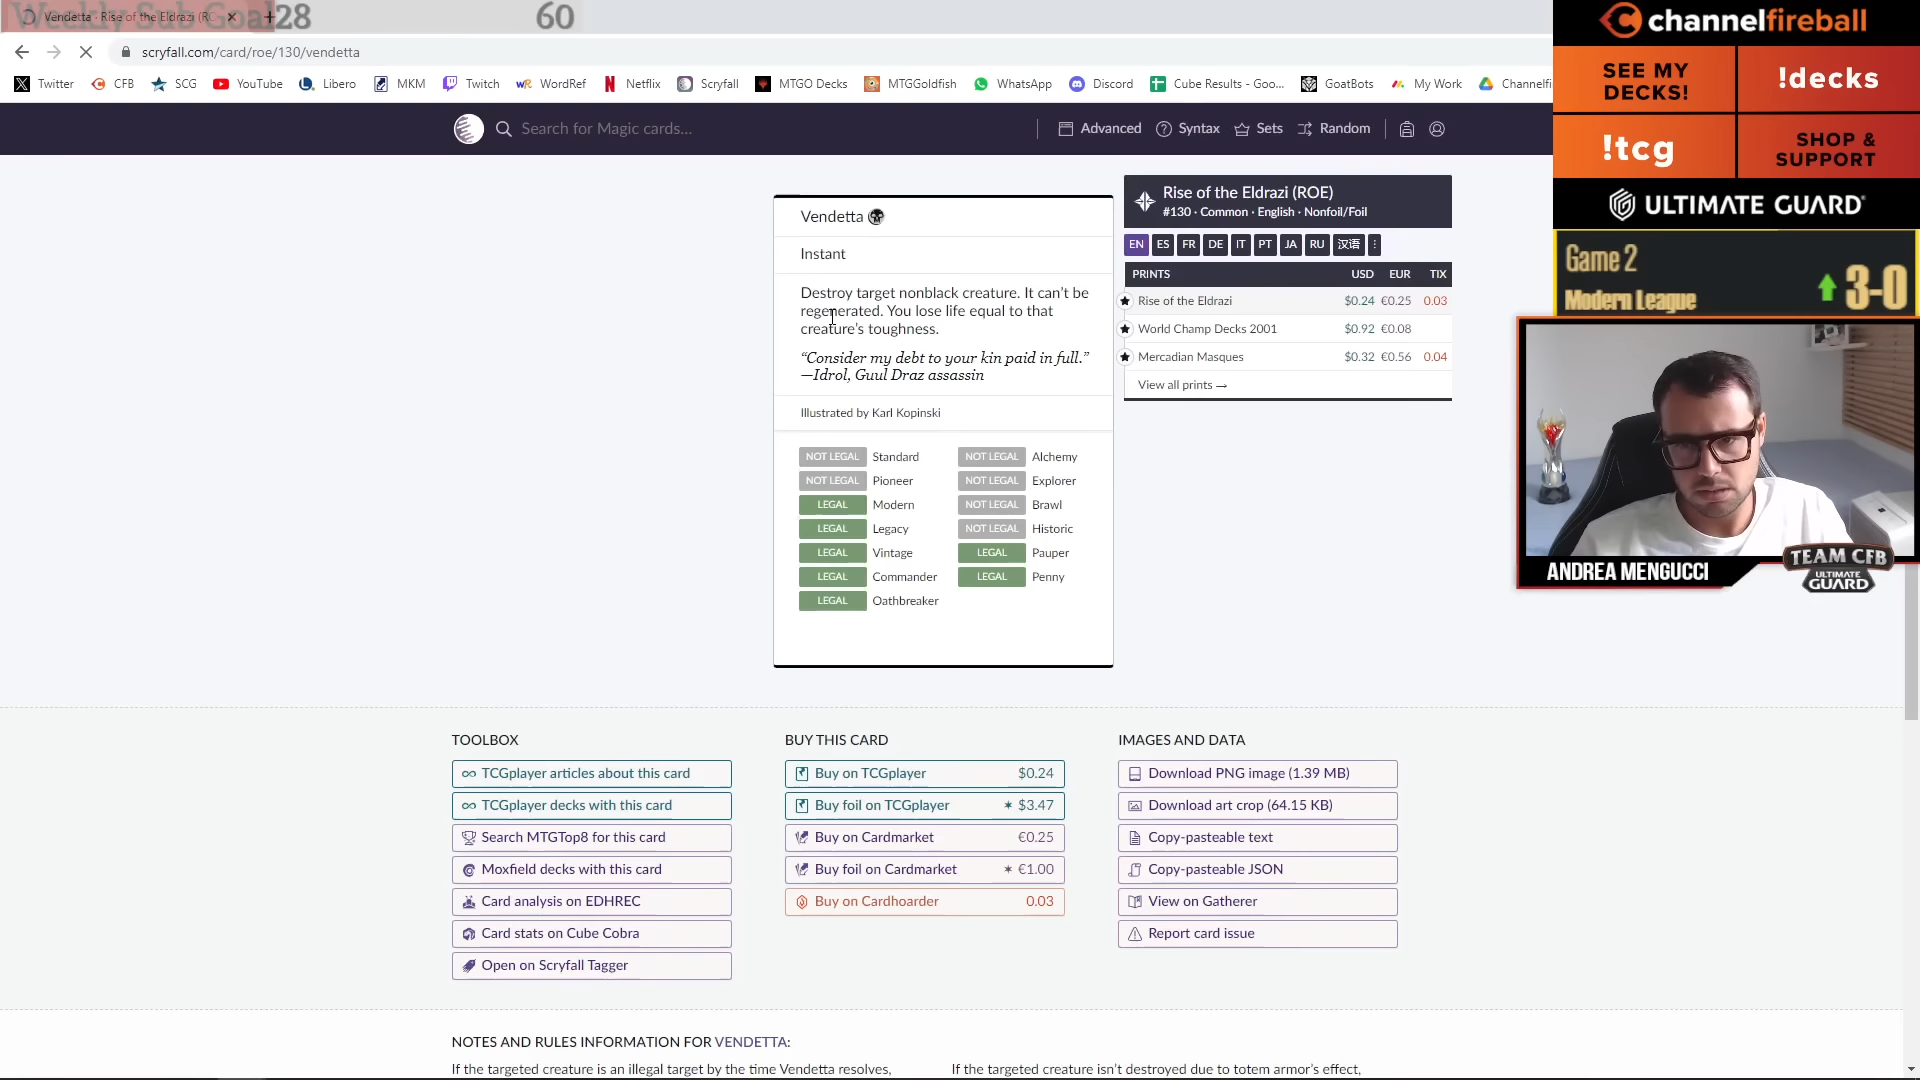 Weekly Sub Goal 28 60
Vendetta · Rise of the Eldrazi (RO
scryfall.com/card/roe/130/vendetta
Twitter CFB SCG YouTube Libero MKM Twitch WordRef Netflix Scryfall MTGO Decks MTGGoldfish WhatsApp Discord Cube Results - Goo... GoatBots My Work Channelfi
Search for Magic cards...
Advanced Syntax Sets Random
Vendetta
Instant
Destroy target nonblack creature. It can't be
regenerated. You lose life equal to that
creature's toughness.
“Consider my debt to your kin paid in full.”
—Idrol, Guul Draz assassin
Illustrated by Karl Kopinski
NOT LEGAL Standard NOT LEGAL Alchemy
NOT LEGAL Pioneer NOT LEGAL Explorer
LEGAL Modern NOT LEGAL Brawl
LEGAL Legacy NOT LEGAL Historic
LEGAL Vintage LEGAL Pauper
LEGAL Commander LEGAL Penny
LEGAL Oathbreaker
Rise of the Eldrazi (ROE)
#130 · Common · English · Nonfoil/Foil
EN ES FR DE IT PT JA RU 汉语
PRINTS USD EUR TIX
Rise of the Eldrazi $0.24 €0.25 0.03
World Champ Decks 2001 $0.92 €0.08
Mercadian Masques $0.32 €0.56 0.04
View all prints →
TOOLBOX
TCGplayer articles about this card
TCGplayer decks with this card
Search MTGTop8 for this card
Moxfield decks with this card
Card analysis on EDHREC
Card stats on Cube Cobra
Open on Scryfall Tagger
BUY THIS CARD
Buy on TCGplayer $0.24
Buy foil on TCGplayer ✶ $3.47
Buy on Cardmarket €0.25
Buy foil on Cardmarket ✶ €1.00
Buy on Cardhoarder 0.03
IMAGES AND DATA
Download PNG image (1.39 MB)
Download art crop (64.15 KB)
Copy-pasteable text
Copy-pasteable JSON
View on Gatherer
Report card issue
NOTES AND RULES INFORMATION FOR VENDETTA:
If the targeted creature is an illegal target by the time Vendetta resolves,
If the targeted creature isn't destroyed due to totem armor's effect,
channelfireball
SEE MY
DECKS!
!decks
!tcg
SHOP &
SUPPORT
ULTIMATE GUARD
Game 2
Modern League
3-0
ANDREA MENGUCCI
TEAM CFB
ULTIMATE
GUARD